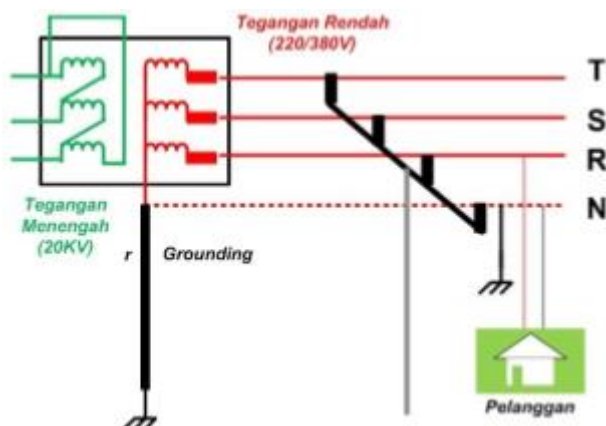 Tegangan Rendah
(220/380V)
T
S
R
N
Tegangan
Menengah
(20KV)
r
Grounding
Pelanggan